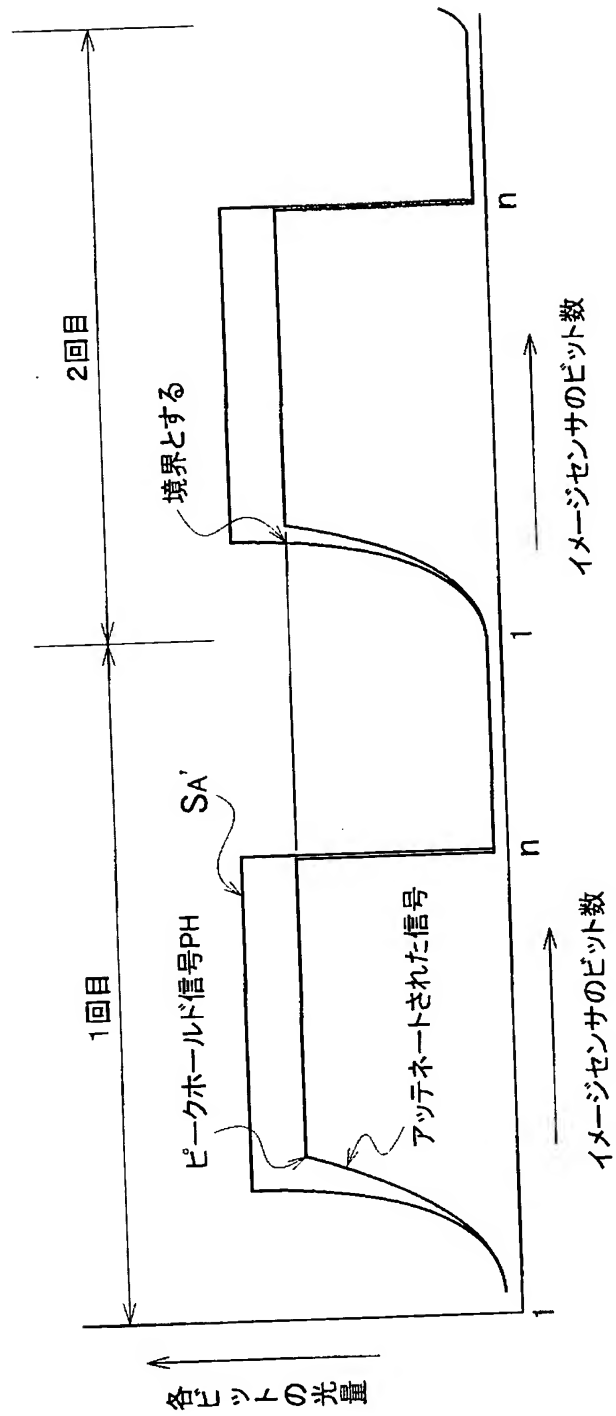 1回目
2回目
SA'
ピークホールド信号PH
アッテネートされた信号
境界とする
各ビットの光量
1
n
1
n
イメージセンサのビット数
イメージセンサのビット数